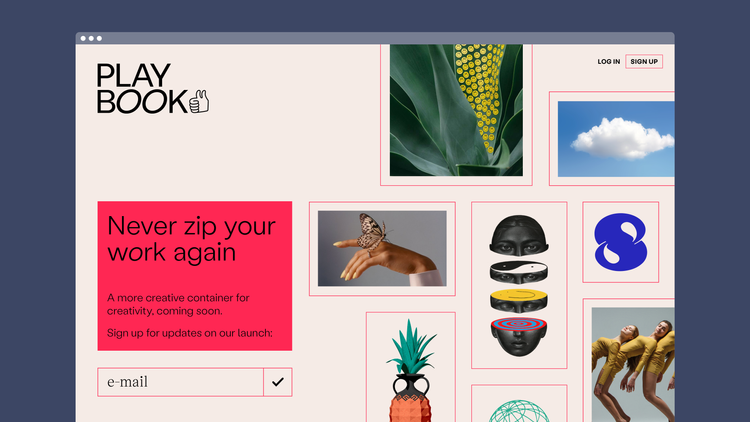 PLAY
BOOK
LOG IN
SIGN UP
Never zip your
work again
A more creative container for
creativity, coming soon.
Sign up for updates on our launch:
e-mail
8